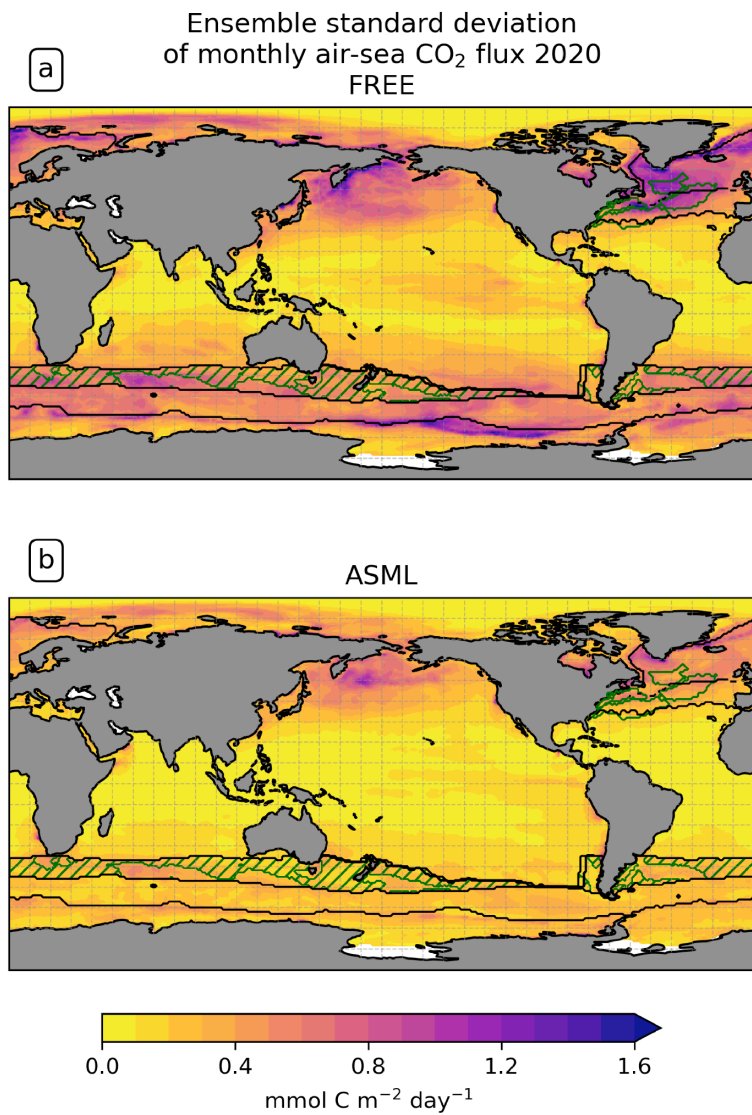 Ensemble standard deviation
of monthly air-sea CO₂ flux 2020
a
FREE
b
ASML
0.0 0.4 0.8 1.2 1.6
mmol C m⁻² day⁻¹